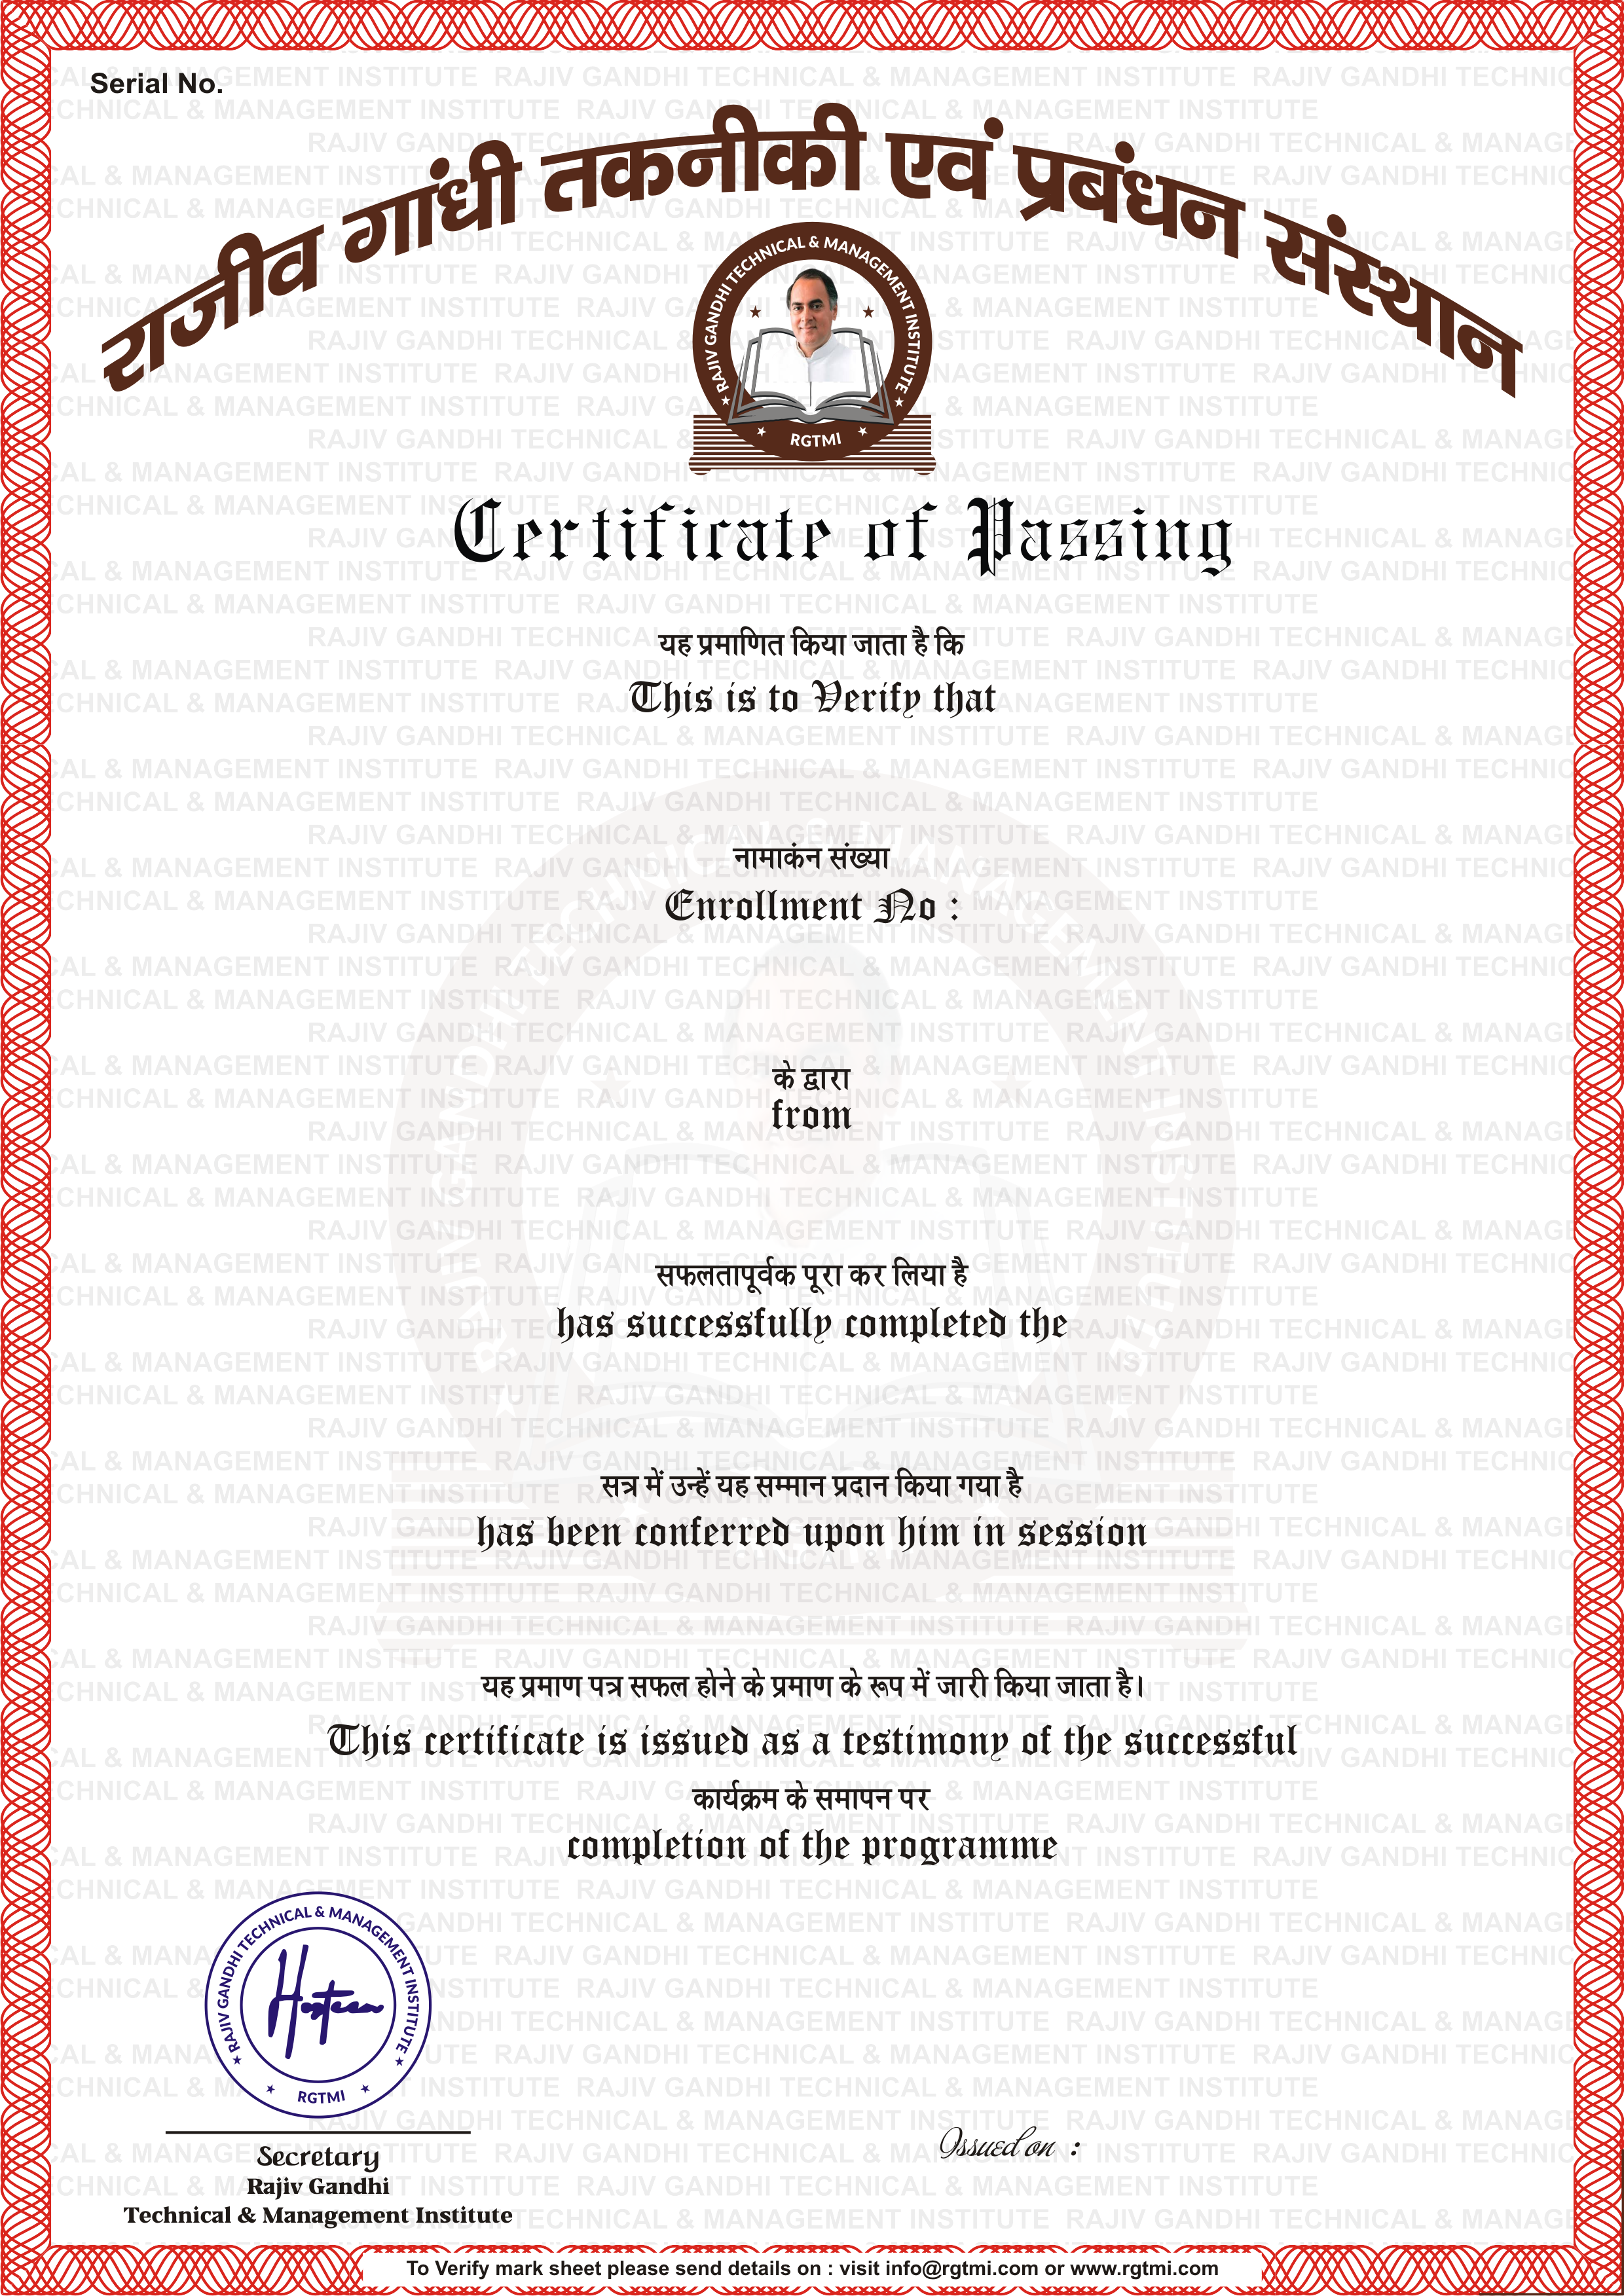 Serial No.
राजीव गांधी तकनीकी एवं प्रबंधन संस्थान
RAJIV GANDHI TECHNICAL & MANAGEMENT INSTITUTE
RGTMI
Certificate of Passing
यह प्रमाणित किया जाता है कि
This is to Verify that
नामाकंन संख्या
Enrollment No :
के द्वारा
from
सफलतापूर्वक पूरा कर लिया है
has successfully completed the
सत्र में उन्हें यह सम्मान प्रदान किया गया है
has been conferred upon him in session
यह प्रमाण पत्र सफल होने के प्रमाण के रूप में जारी किया जाता है।
This certificate is issued as a testimony of the successful
कार्यक्रम के समापन पर
completion of the programme
RAJIV GANDHI TECHNICAL & MANAGEMENT INSTITUTE
RGTMI
Secretary
Rajiv Gandhi
Technical & Management Institute
Issued on :
To Verify mark sheet please send details on : visit info@rgtmi.com or www.rgtmi.com